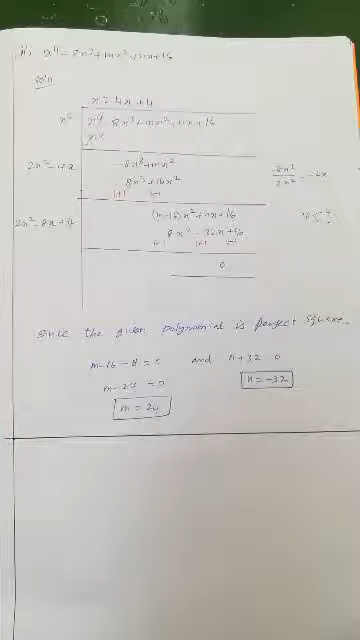 ii) x⁴ - 8x³ + mx² + nx + 16
Soln
x² - 4x + 4
x² x⁴ - 8x³ + mx² + nx + 16
x⁴
2x² - 4x -8x³ + mx²
-8x³ + 16x²
(+) (-)
-8x³/2x² = -4x
2x² - 8x + 4 (m-16)x² + nx + 16
8x² - 32x + 16
(-) (+) (-)
0
Since the given polynomial is perfect square.
m - 16 - 8 = 0 and n + 32 0
m - 24 = 0 n = -32
m = 24